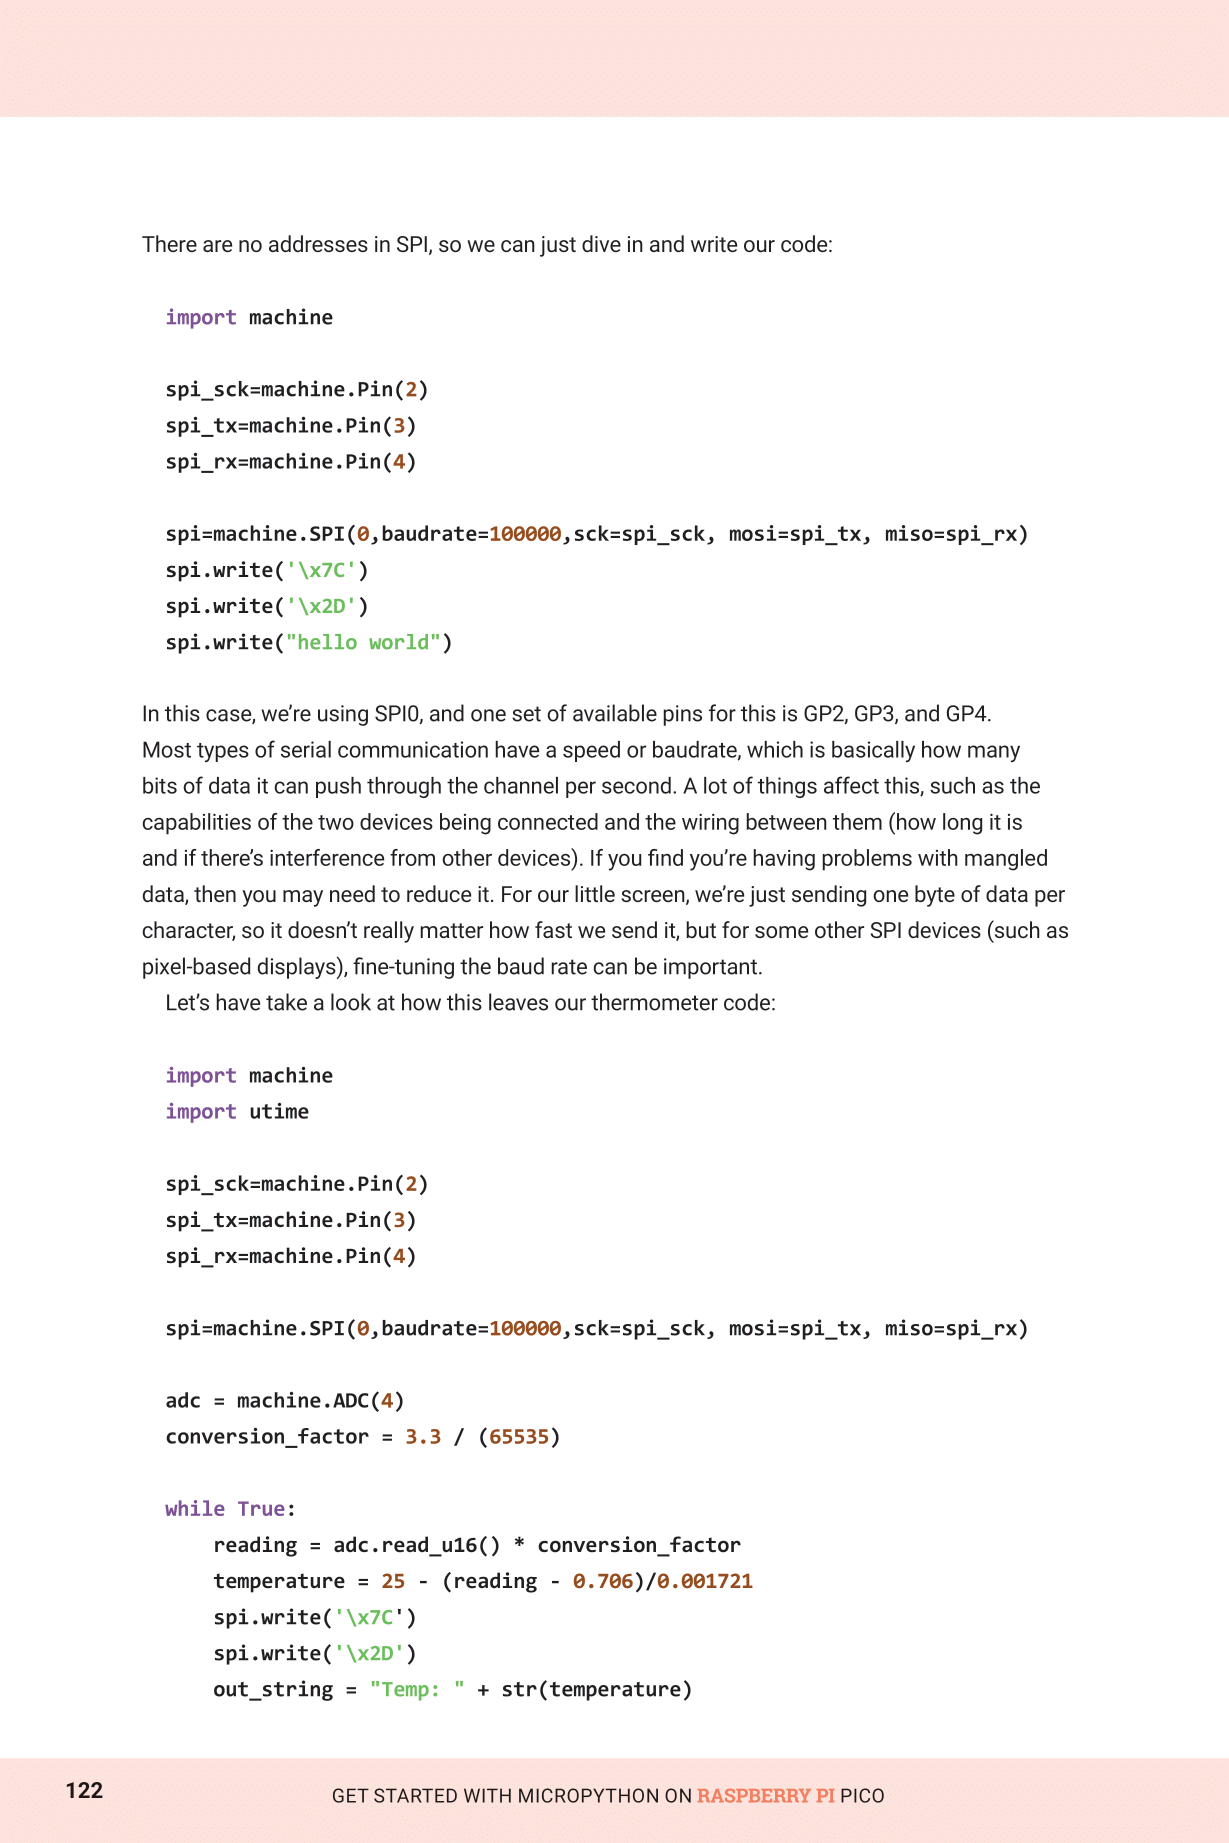 There are no addresses in SPI, so we can just dive in and write our code:
import machine
spi_sck=machine.Pin(2)
spi_tx=machine.Pin(3)
spi_rx=machine.Pin(4)
spi=machine.SPI(0,baudrate=100000,sck=spi_sck, mosi=spi_tx, miso=spi_rx)
spi.write('\x7C')
spi.write('\x2D')
spi.write("hello world")
In this case, we’re using SPI0, and one set of available pins for this is GP2, GP3, and GP4.
Most types of serial communication have a speed or baudrate, which is basically how many
bits of data it can push through the channel per second. A lot of things affect this, such as the
capabilities of the two devices being connected and the wiring between them (how long it is
and if there’s interference from other devices). If you find you’re having problems with mangled
data, then you may need to reduce it. For our little screen, we’re just sending one byte of data per
character, so it doesn’t really matter how fast we send it, but for some other SPI devices (such as
pixel-based displays), fine-tuning the baud rate can be important.
Let’s have take a look at how this leaves our thermometer code:
import machine
import utime
spi_sck=machine.Pin(2)
spi_tx=machine.Pin(3)
spi_rx=machine.Pin(4)
spi=machine.SPI(0,baudrate=100000,sck=spi_sck, mosi=spi_tx, miso=spi_rx)
adc = machine.ADC(4)
conversion_factor = 3.3 / (65535)
while True:
    reading = adc.read_u16() * conversion_factor
    temperature = 25 - (reading - 0.706)/0.001721
    spi.write('\x7C')
    spi.write('\x2D')
    out_string = "Temp: " + str(temperature)
122
GET STARTED WITH MICROPYTHON ON RASPBERRY PI PICO